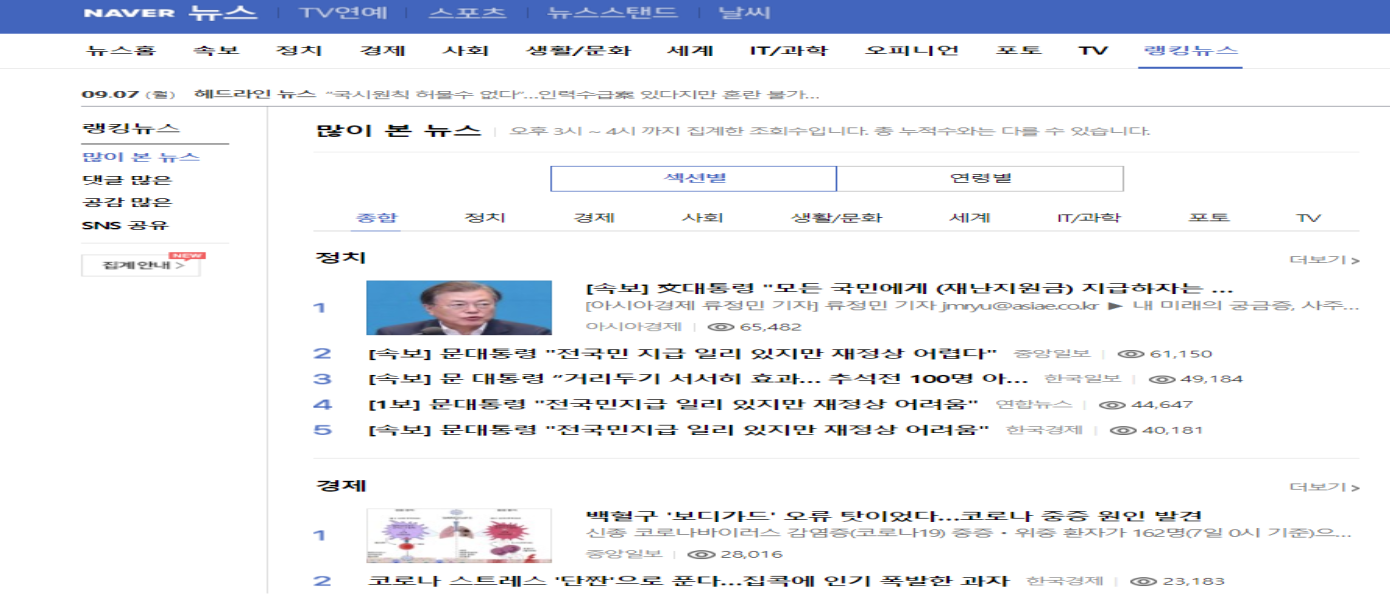 NAVER 뉴스 TV연예 스포츠 뉴스스탠드 날씨
뉴스홈 속보 정치 경제 사회 생활/문화 세계 IT/과학 오피니언 포토 TV 랭킹뉴스
09.07 (월) 헤드라인 뉴스 "국시원칙 허물수 없다"...인력수급案 있다지만 혼란 불가...
랭킹뉴스
많이 본 뉴스
댓글 많은
공감 많은
SNS 공유
집계안내 >
NEW
많이 본 뉴스 오후 3시 ~ 4시 까지 집계한 조회수입니다. 총 누적수와는 다를 수 있습니다.
섹션별 연령별
종합 정치 경제 사회 생활/문화 세계 IT/과학 포토 TV
정치 더보기 >
1 [속보] 文대통령 "모든 국민에게 (재난지원금) 지급하자는 ...
[아시아경제 류정민 기자] 류정민 기자 jmryu@asiae.co.kr ▶ 내 미래의 궁금증, 사주...
아시아경제 65,482
2 [속보] 문대통령 "전국민 지급 일리 있지만 재정상 어렵다" 중앙일보 61,150
3 [속보] 문 대통령 "거리두기 서서히 효과... 추석전 100명 아... 한국일보 49,184
4 [1보] 문대통령 "전국민지급 일리 있지만 재정상 어려움" 연합뉴스 44,647
5 [속보] 문대통령 "전국민지급 일리 있지만 재정상 어려움" 한국경제 40,181
경제 더보기 >
1 백혈구 '보디가드' 오류 탓이었다...코로나 중증 원인 발견
신종 코로나바이러스 감염증(코로나19) 중증·위중 환자가 162명(7일 0시 기준)으...
중앙일보 28,016
2 코로나 스트레스 '단짠'으로 푼다...집콕에 인기 폭발한 과자 한국경제 23,183